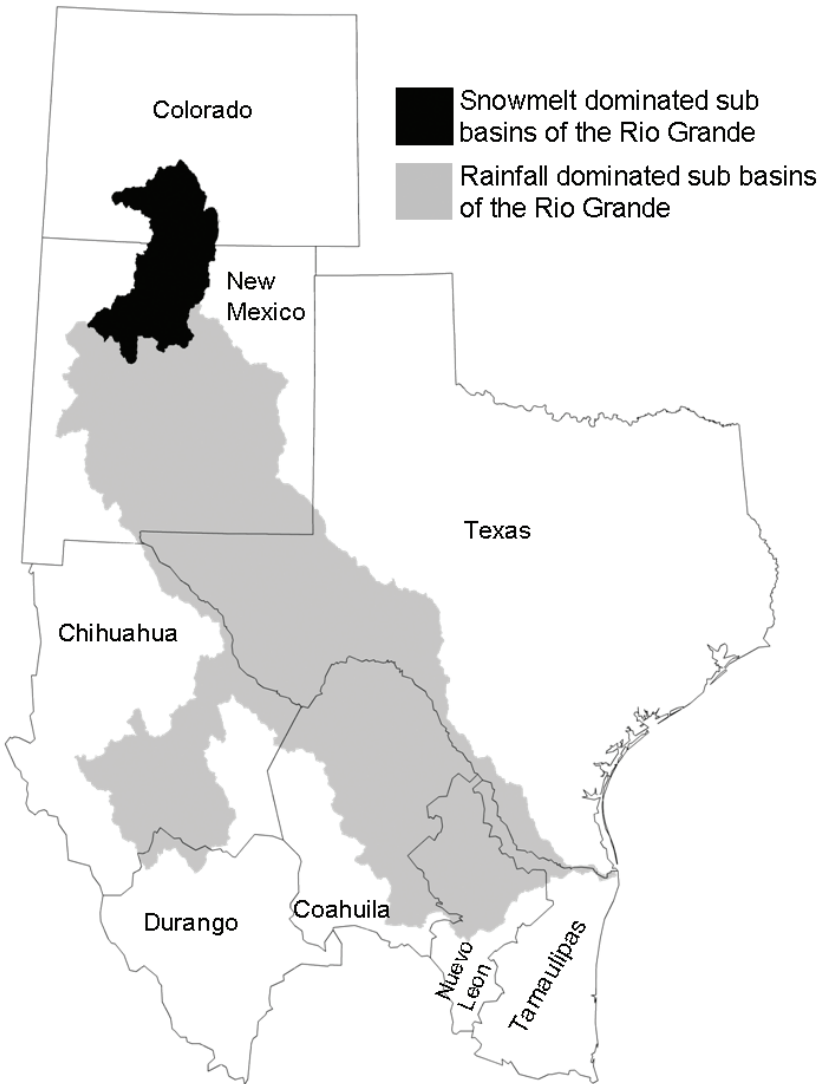 Colorado
Snowmelt dominated sub
basins of the Rio Grande
Rainfall dominated sub basins
of the Rio Grande
New
Mexico
Texas
Chihuahua
Durango
Coahuila
Nuevo
Leon
Tamaulipas